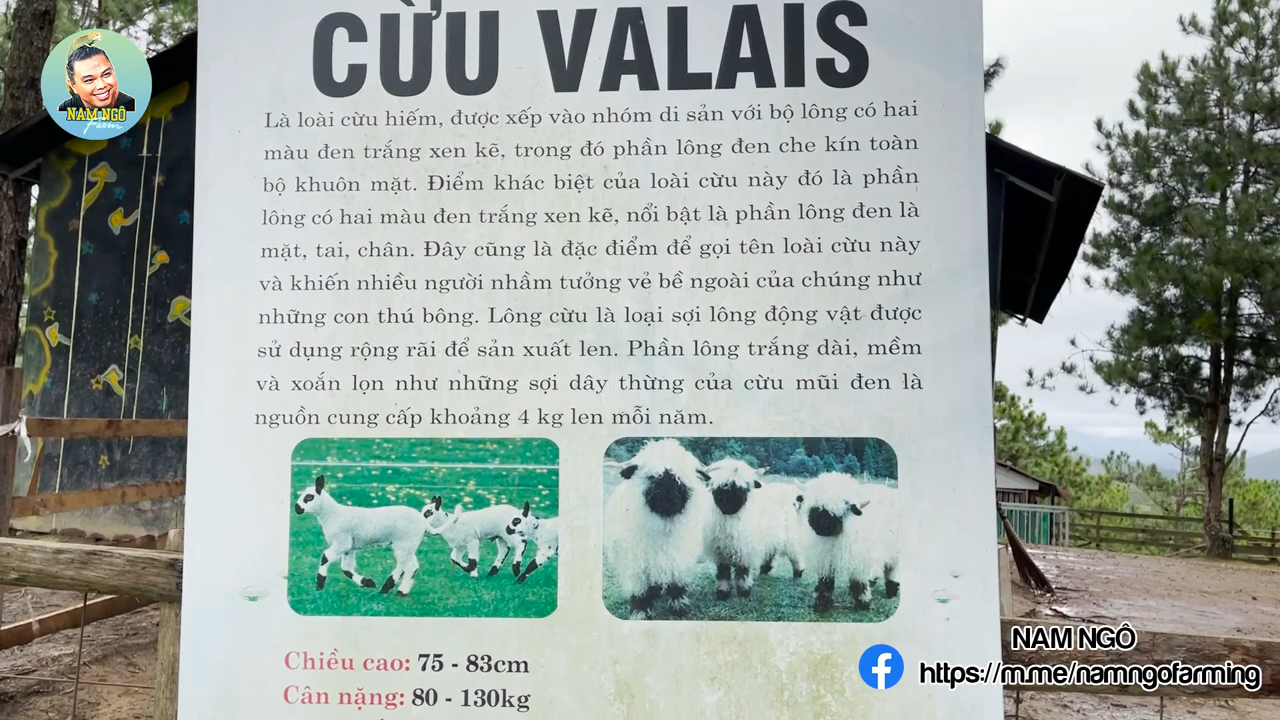 CỪU VALAIS
NAM NGÔ
Farm
Là loài cừu hiếm, được xếp vào nhóm di sản với bộ lông có hai
màu đen trắng xen kẽ, trong đó phần lông đen che kín toàn
bộ khuôn mặt. Điểm khác biệt của loài cừu này đó là phần
lông có hai màu đen trắng xen kẽ, nổi bật là phần lông đen là
mặt, tai, chân. Đây cũng là đặc điểm để gọi tên loài cừu này
và khiến nhiều người nhầm tưởng vẻ bề ngoài của chúng như
những con thú bông. Lông cừu là loại sợi lông động vật được
sử dụng rộng rãi để sản xuất len. Phần lông trắng dài, mềm
và xoắn lọn như những sợi dây thừng của cừu mũi đen là
nguồn cung cấp khoảng 4 kg len mỗi năm.
Chiều cao: 75 - 83cm
Cân nặng: 80 - 130kg
NAM NGÔ
https://m.me/namngofarming